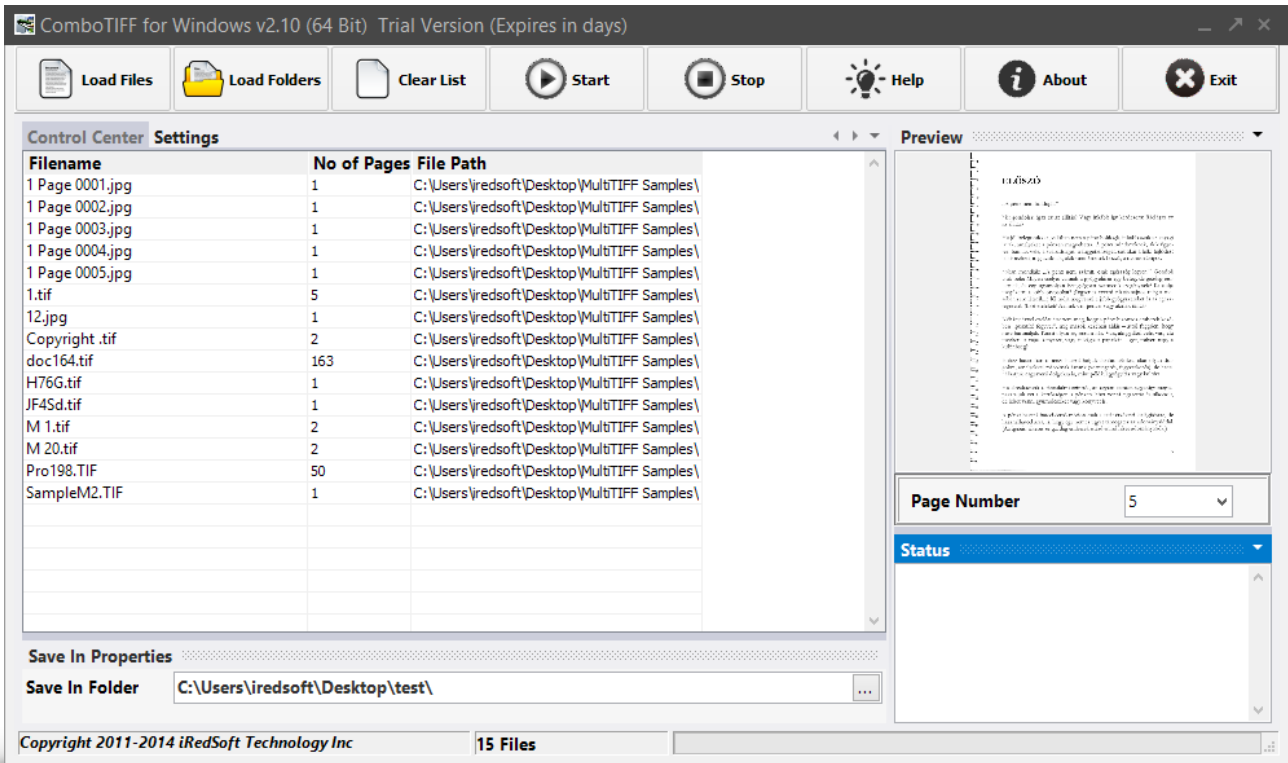 ComboTIFF for Windows v2.10 (64 Bit)  Trial Version (Expires in days)
Load Files Load Folders Clear List Start Stop Help About Exit
Control Center Settings
Filename No of Pages File Path
1 Page 0001.jpg 1 C:\Users\iredsoft\Desktop\MultiTIFF Samples\
1 Page 0002.jpg 1 C:\Users\iredsoft\Desktop\MultiTIFF Samples\
1 Page 0003.jpg 1 C:\Users\iredsoft\Desktop\MultiTIFF Samples\
1 Page 0004.jpg 1 C:\Users\iredsoft\Desktop\MultiTIFF Samples\
1 Page 0005.jpg 1 C:\Users\iredsoft\Desktop\MultiTIFF Samples\
1.tif 5 C:\Users\iredsoft\Desktop\MultiTIFF Samples\
12.jpg 1 C:\Users\iredsoft\Desktop\MultiTIFF Samples\
Copyright .tif 2 C:\Users\iredsoft\Desktop\MultiTIFF Samples\
doc164.tif 163 C:\Users\iredsoft\Desktop\MultiTIFF Samples\
H76G.tif 1 C:\Users\iredsoft\Desktop\MultiTIFF Samples\
JF4Sd.tif 1 C:\Users\iredsoft\Desktop\MultiTIFF Samples\
M 1.tif 2 C:\Users\iredsoft\Desktop\MultiTIFF Samples\
M 20.tif 2 C:\Users\iredsoft\Desktop\MultiTIFF Samples\
Pro198.TIF 50 C:\Users\iredsoft\Desktop\MultiTIFF Samples\
SampleM2.TIF 1 C:\Users\iredsoft\Desktop\MultiTIFF Samples\
Save In Properties
Save In Folder C:\Users\iredsoft\Desktop\test\ ...
Preview
ELŐSZÓ
Page Number 5
Status
Copyright 2011-2014 iRedSoft Technology Inc 15 Files